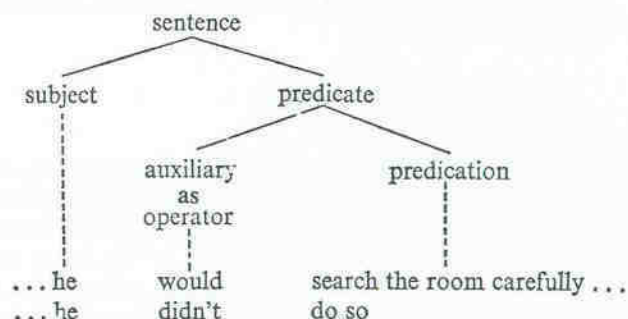 sentence
subject predicate
auxiliary predication
as
operator
... he would search the room carefully ...
... he didn't do so